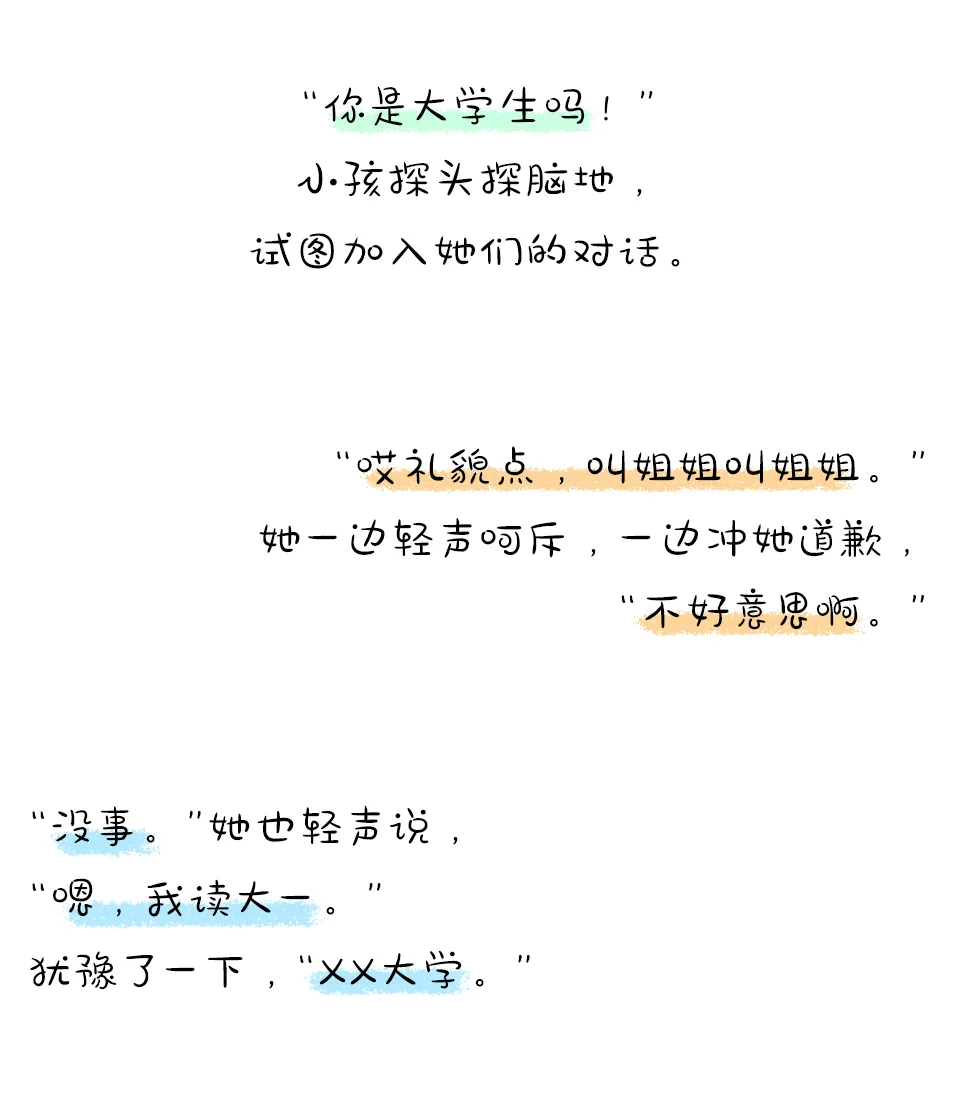 “你是大学生吗！”
小孩探头探脑地，
试图加入她们的对话。
“哎礼貌点，叫姐姐叫姐姐。”
她一边轻声呵斥，一边冲她道歉，
“不好意思啊。”
“没事。”她也轻声说，
“嗯，我读大一。”
犹豫了一下，“XX大学。”